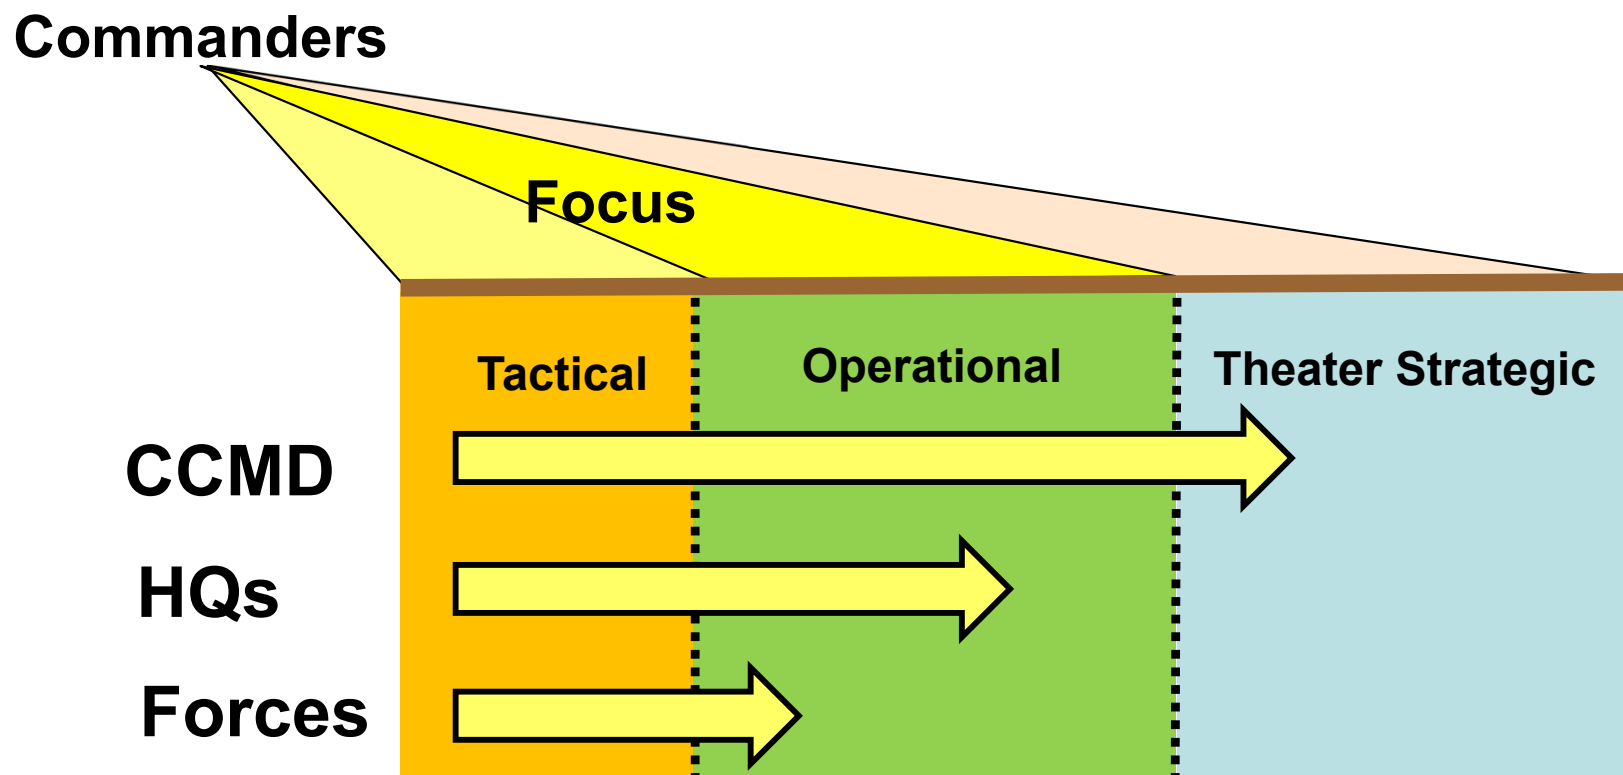 Commanders
Focus
Tactical
Operational
Theater Strategic
CCMD
HQs
Forces